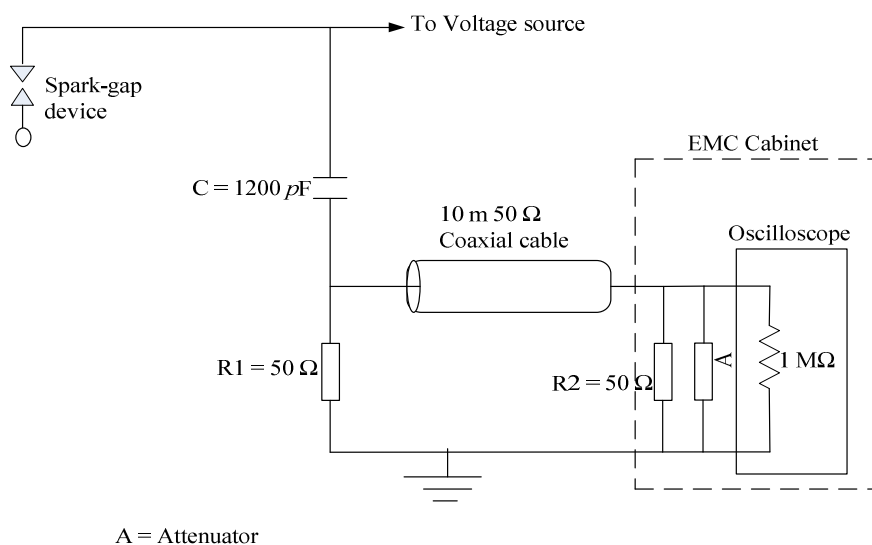 To Voltage source
Spark-gap
device
EMC Cabinet
C = 1200 pF
10 m 50 Ω
Coaxial cable
Oscilloscope
R1 = 50 Ω
R2 = 50 Ω
A
1 MΩ
A = Attenuator